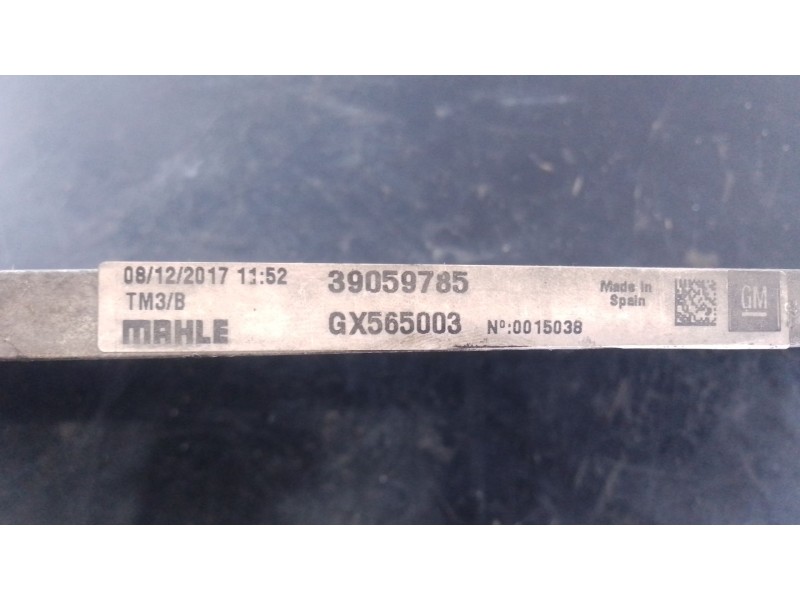 08/12/2017 11:52 39059785 Made in
TM3/B Spain
MAHLE GX565003 Nº:0015038
GM